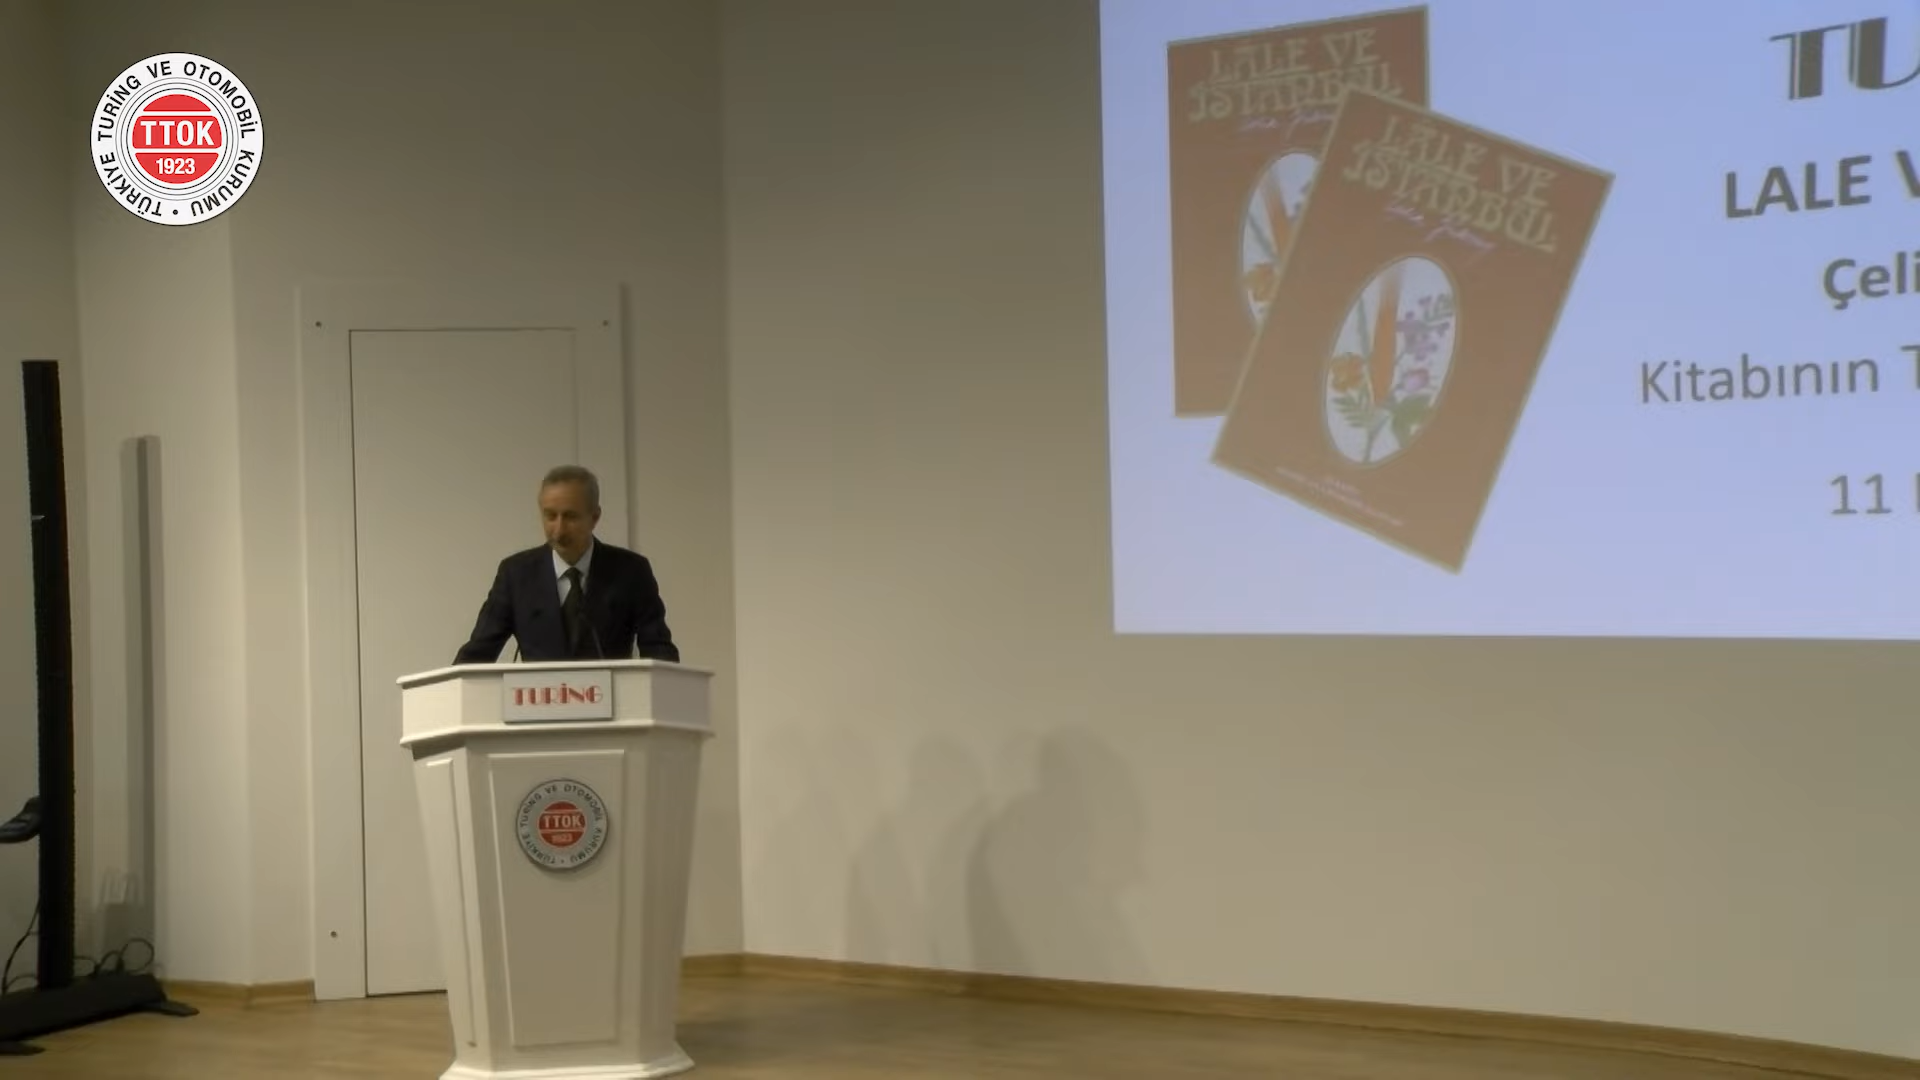 TÜRKİYE TURİNG VE OTOMOBİL KURUMU
TTOK
1923
LALE VE
İSTANBUL
LALE VE
İSTANBUL
TU
LALE V
Çeli
Kitabının T
11
TURİNG
TÜRKİYE TURİNG VE OTOMOBİL KURUMU
TTOK
1923